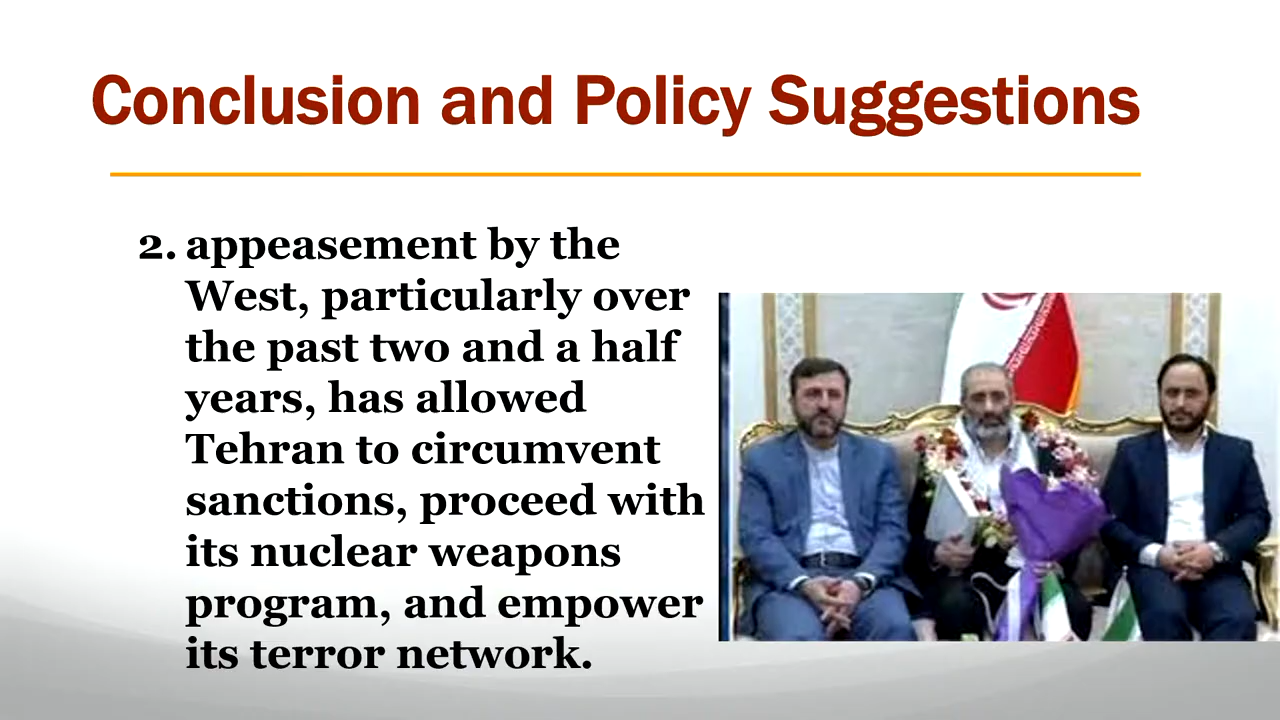 Conclusion and Policy Suggestions
2. appeasement by the
West, particularly over
the past two and a half
years, has allowed
Tehran to circumvent
sanctions, proceed with
its nuclear weapons
program, and empower
its terror network.